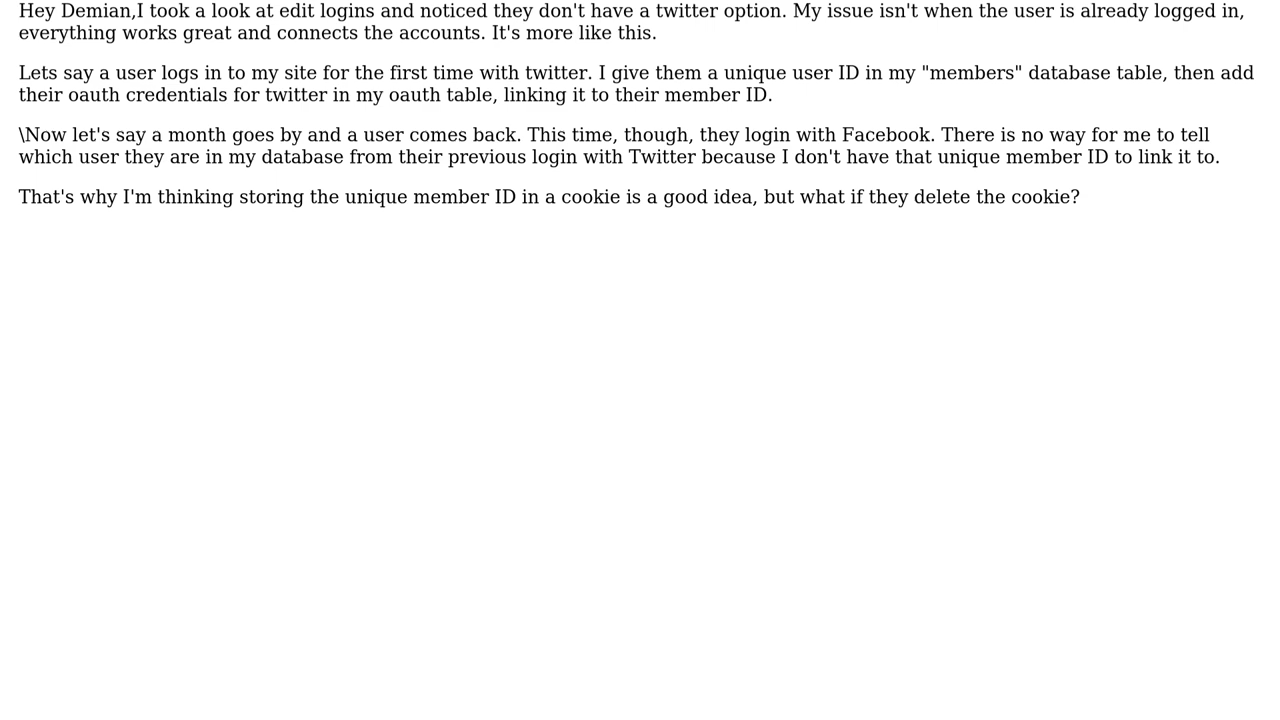 Hey Demian,I took a look at edit logins and noticed they don't have a twitter option. My issue isn't when the user is already logged in,
everything works great and connects the accounts. It's more like this.
Lets say a user logs in to my site for the first time with twitter. I give them a unique user ID in my "members" database table, then add
their oauth credentials for twitter in my oauth table, linking it to their member ID.
\Now let's say a month goes by and a user comes back. This time, though, they login with Facebook. There is no way for me to tell
which user they are in my database from their previous login with Twitter because I don't have that unique member ID to link it to.
That's why I'm thinking storing the unique member ID in a cookie is a good idea, but what if they delete the cookie?